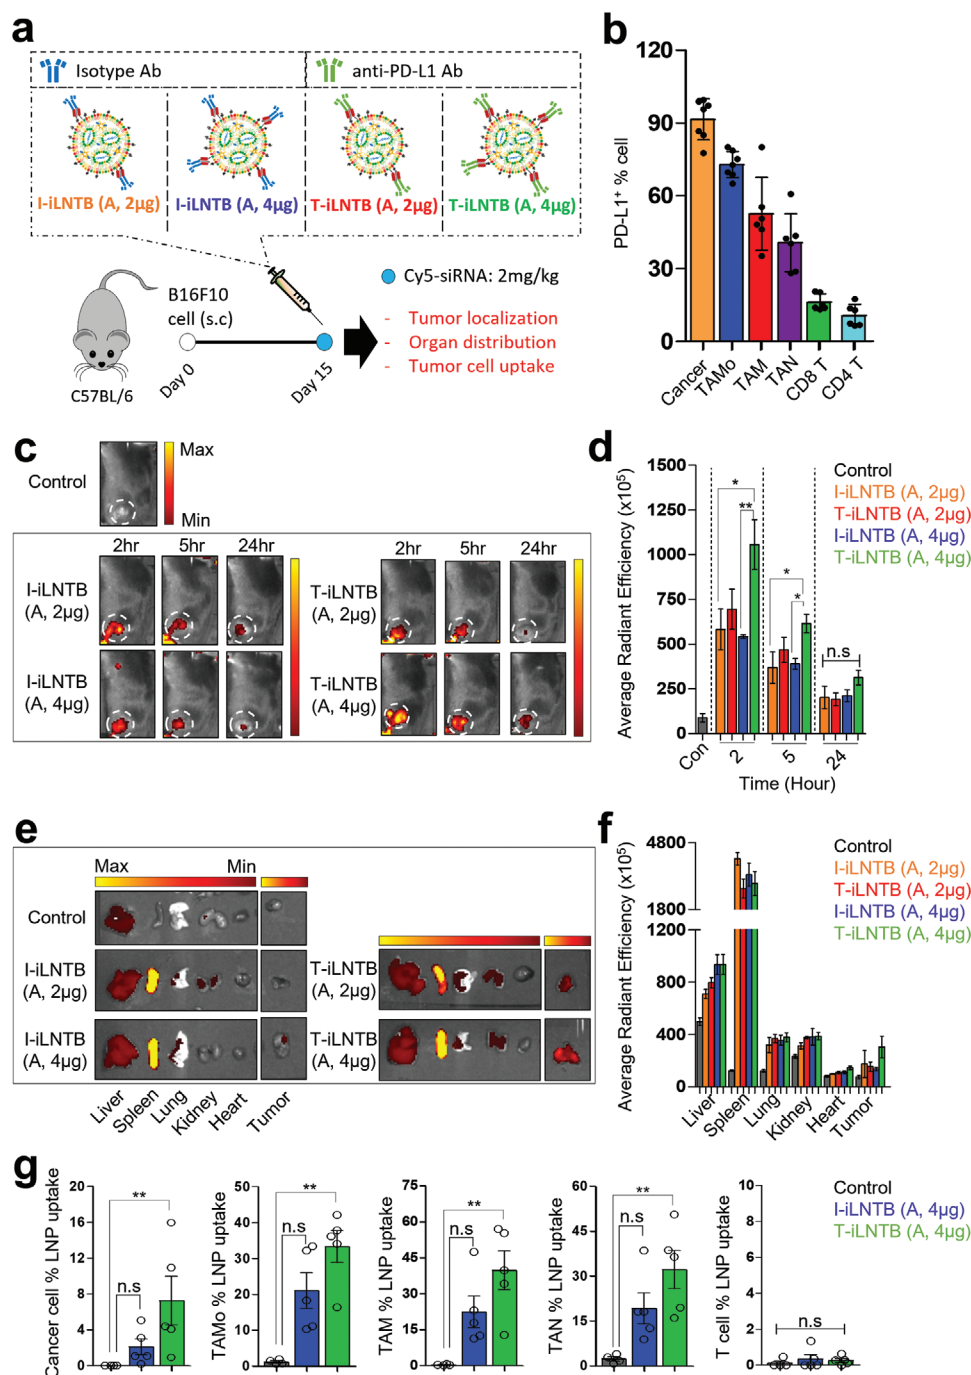 a
Isotype Ab
anti-PD-L1 Ab
I-iLNTB (A, 2µg)
I-iLNTB (A, 4µg)
T-iLNTB (A, 2µg)
T-iLNTB (A, 4µg)
B16F10
cell (s.c)
C57BL/6
Day 0
Day 15
Cy5-siRNA: 2mg/kg
- Tumor localization
- Organ distribution
- Tumor cell uptake
b
PD-L1⁺ % cell
120
90
60
30
0
Cancer
TAMo
TAM
TAN
CD8 T
CD4 T
c
Control
Max
Min
2hr
5hr
24hr
2hr
5hr
24hr
I-iLNTB
(A, 2µg)
T-iLNTB
(A, 2µg)
I-iLNTB
(A, 4µg)
T-iLNTB
(A, 4µg)
d
Average Radiant Efficiency (x10⁵)
1500
1250
1000
750
500
250
0
*
**
*
*
n.s
Con
2
5
24
Time (Hour)
Control
I-iLNTB (A, 2µg)
T-iLNTB (A, 2µg)
I-iLNTB (A, 4µg)
T-iLNTB (A, 4µg)
e
Max
Min
Control
I-iLNTB
(A, 2µg)
T-iLNTB
(A, 2µg)
I-iLNTB
(A, 4µg)
T-iLNTB
(A, 4µg)
Liver
Spleen
Lung
Kidney
Heart
Tumor
f
Average Radiant Efficiency (x10⁵)
4800
1800
1200
800
400
0
Liver
Spleen
Lung
Kidney
Heart
Tumor
Control
I-iLNTB (A, 2µg)
T-iLNTB (A, 2µg)
I-iLNTB (A, 4µg)
T-iLNTB (A, 4µg)
g
Cancer cell % LNP uptake
20
16
12
8
4
0
**
n.s
TAMo % LNP uptake
50
40
30
20
10
0
**
n.s
TAM % LNP uptake
75
60
45
30
15
0
**
n.s
TAN % LNP uptake
60
45
30
15
0
**
n.s
T cell % LNP uptake
10
8
6
4
2
0
n.s
Control
I-iLNTB (A, 4µg)
T-iLNTB (A, 4µg)